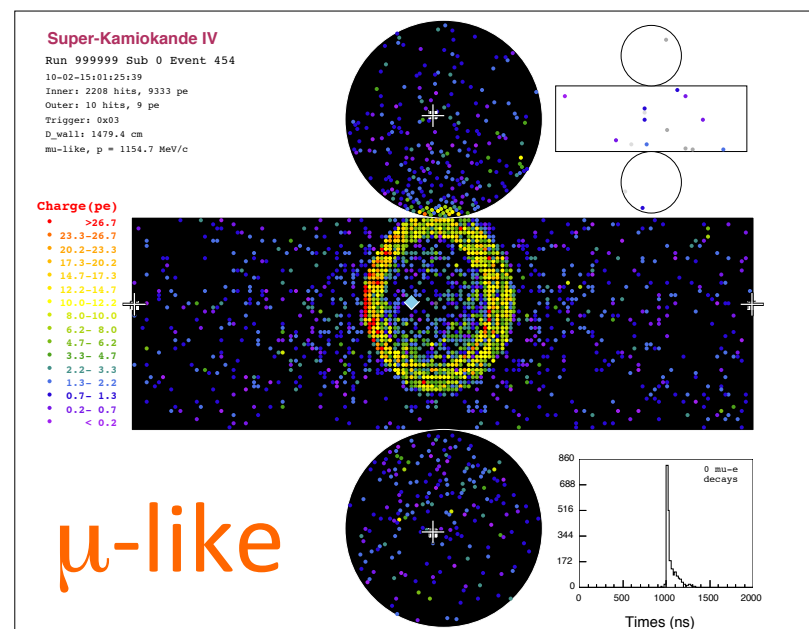 Super-Kamiokande IV
Run 999999 Sub 0 Event 454
10-02-15:01:25:39
Inner: 2208 hits, 9333 pe
Outer: 10 hits, 9 pe
Trigger: 0x03
D_wall: 1479.4 cm
mu-like, p = 1154.7 MeV/c
Charge(pe)
>26.7
23.3-26.7
20.2-23.3
17.3-20.2
14.7-17.3
12.2-14.7
10.0-12.2
8.0-10.0
6.2- 8.0
4.7- 6.2
3.3- 4.7
2.2- 3.3
1.3- 2.2
0.7- 1.3
0.2- 0.7
< 0.2
μ-like
0 mu-e
decays
860
688
516
344
172
0
0 500 1000 1500 2000
Times (ns)